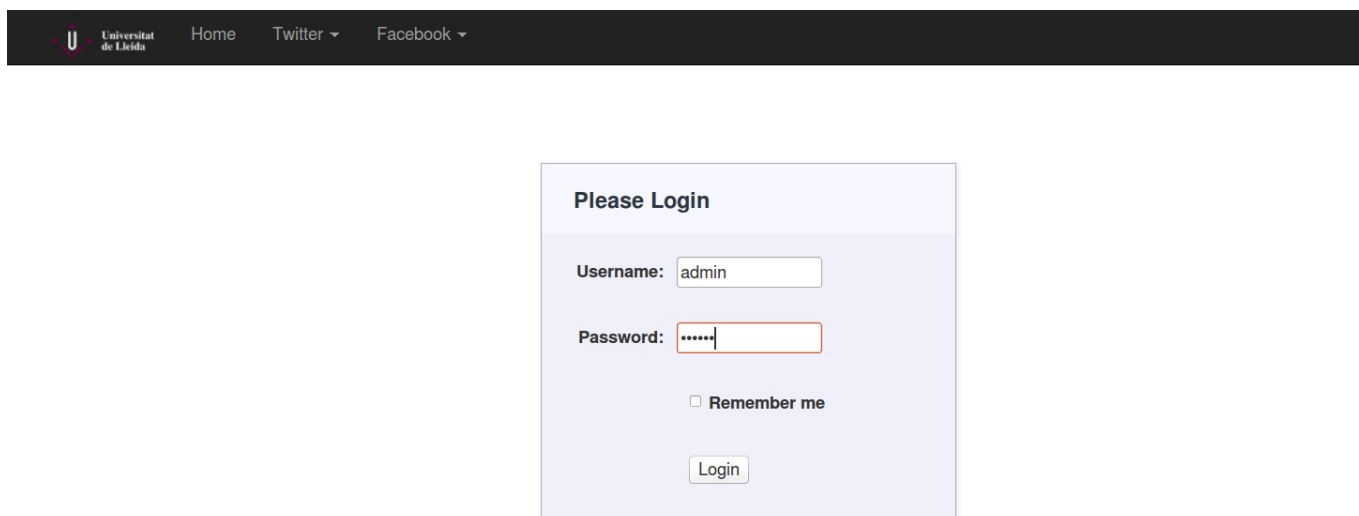 Universitat
de Lleida
Home Twitter Facebook
Please Login
Username: admin
Password: ••••••
Remember me
Login